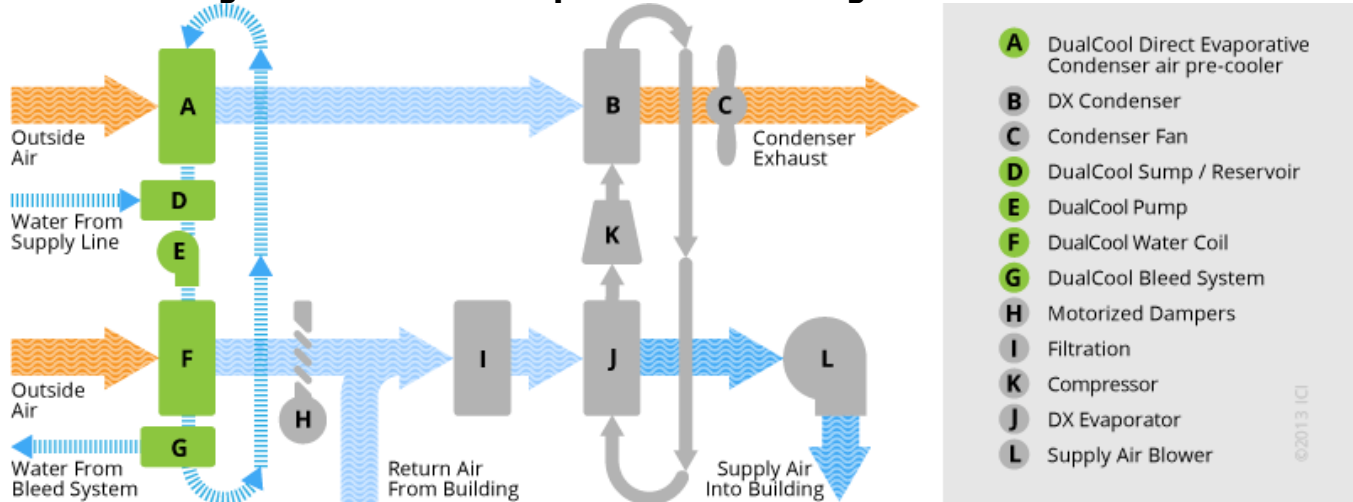 A
B
C
Outside
Air
Condenser
Exhaust
D
Water From
Supply Line
E
K
F
I
J
L
Outside
Air
H
G
Water From
Bleed System
Return Air
From Building
Supply Air
Into Building
A DualCool Direct Evaporative
Condenser air pre-cooler
B DX Condenser
C Condenser Fan
D DualCool Sump / Reservoir
E DualCool Pump
F DualCool Water Coil
G DualCool Bleed System
H Motorized Dampers
I Filtration
K Compressor
J DX Evaporator
L Supply Air Blower
©2013 ICI